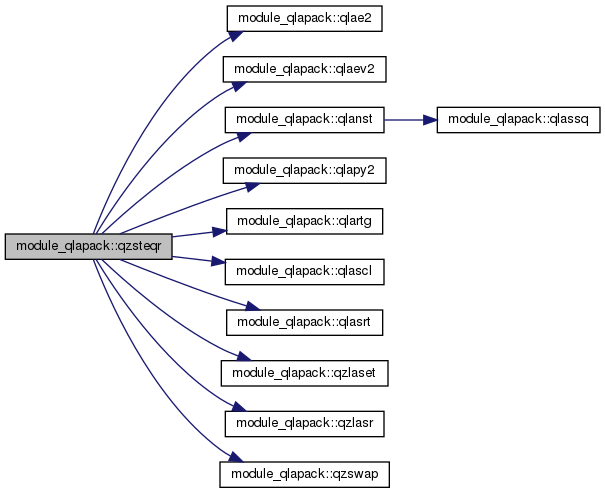 module_qlapack::qlae2
module_qlapack::qlaev2
module_qlapack::qlanst
module_qlapack::qlassq
module_qlapack::qlapy2
module_qlapack::qlartg
module_qlapack::qzsteqr
module_qlapack::qlascl
module_qlapack::qlasrt
module_qlapack::qzlaset
module_qlapack::qzlasr
module_qlapack::qzswap